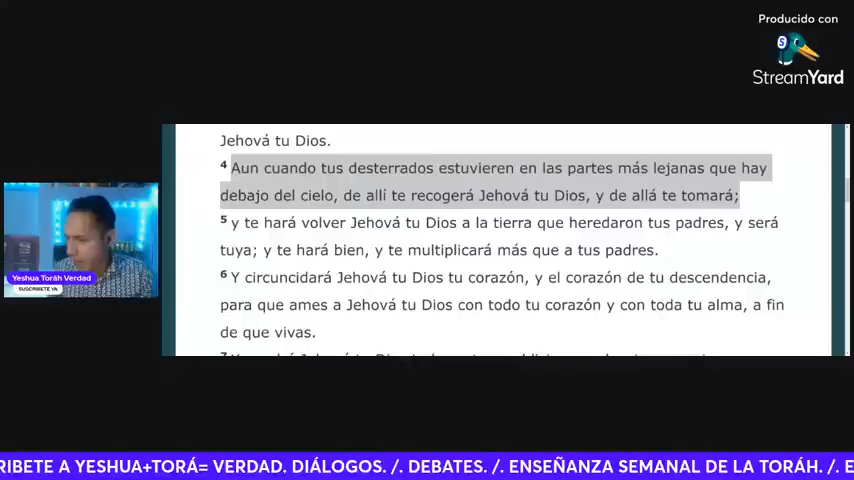 Producido con
StreamYard
Jehová tu Dios.
4 Aun cuando tus desterrados estuvieren en las partes más lejanas que hay
debajo del cielo, de allí te recogerá Jehová tu Dios, y de allá te tomará;
5 y te hará volver Jehová tu Dios a la tierra que heredaron tus padres, y será
tuya; y te hará bien, y te multiplicará más que a tus padres.
6 Y circuncidará Jehová tu Dios tu corazón, y el corazón de tu descendencia,
para que ames a Jehová tu Dios con todo tu corazón y con toda tu alma, a fin
de que vivas.
Yeshua Toráh Verdad
SUSCRIBETE YA
RIBETE A YESHUA+TORÁ= VERDAD. DIÁLOGOS. /. DEBATES. /. ENSEÑANZA SEMANAL DE LA TORÁH. /. E